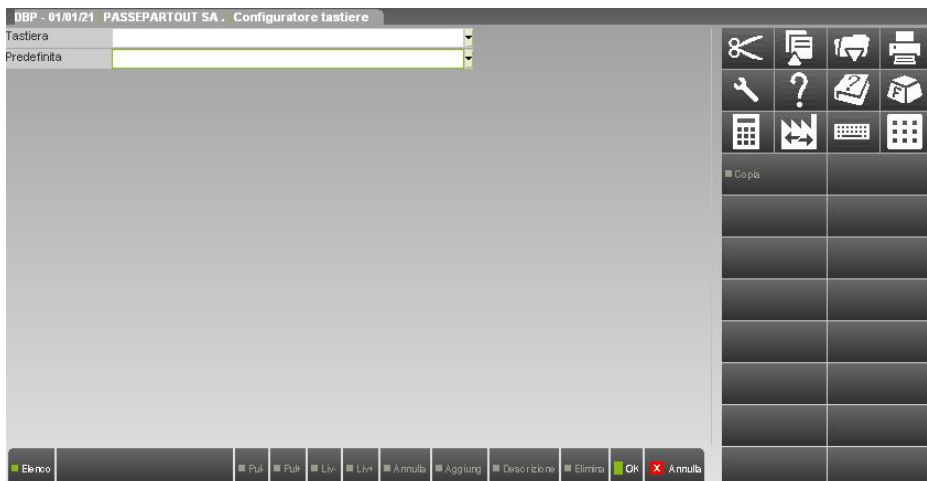 DBP - 01/01/21 PASSEPARTOUT SA . Configuratore tastiere
Tastiera
Predefinita
Copia
Elenco Pul- Pul+ Liv- Liv+ Annulla Aggiung Descrizione Elimina OK X Annulla